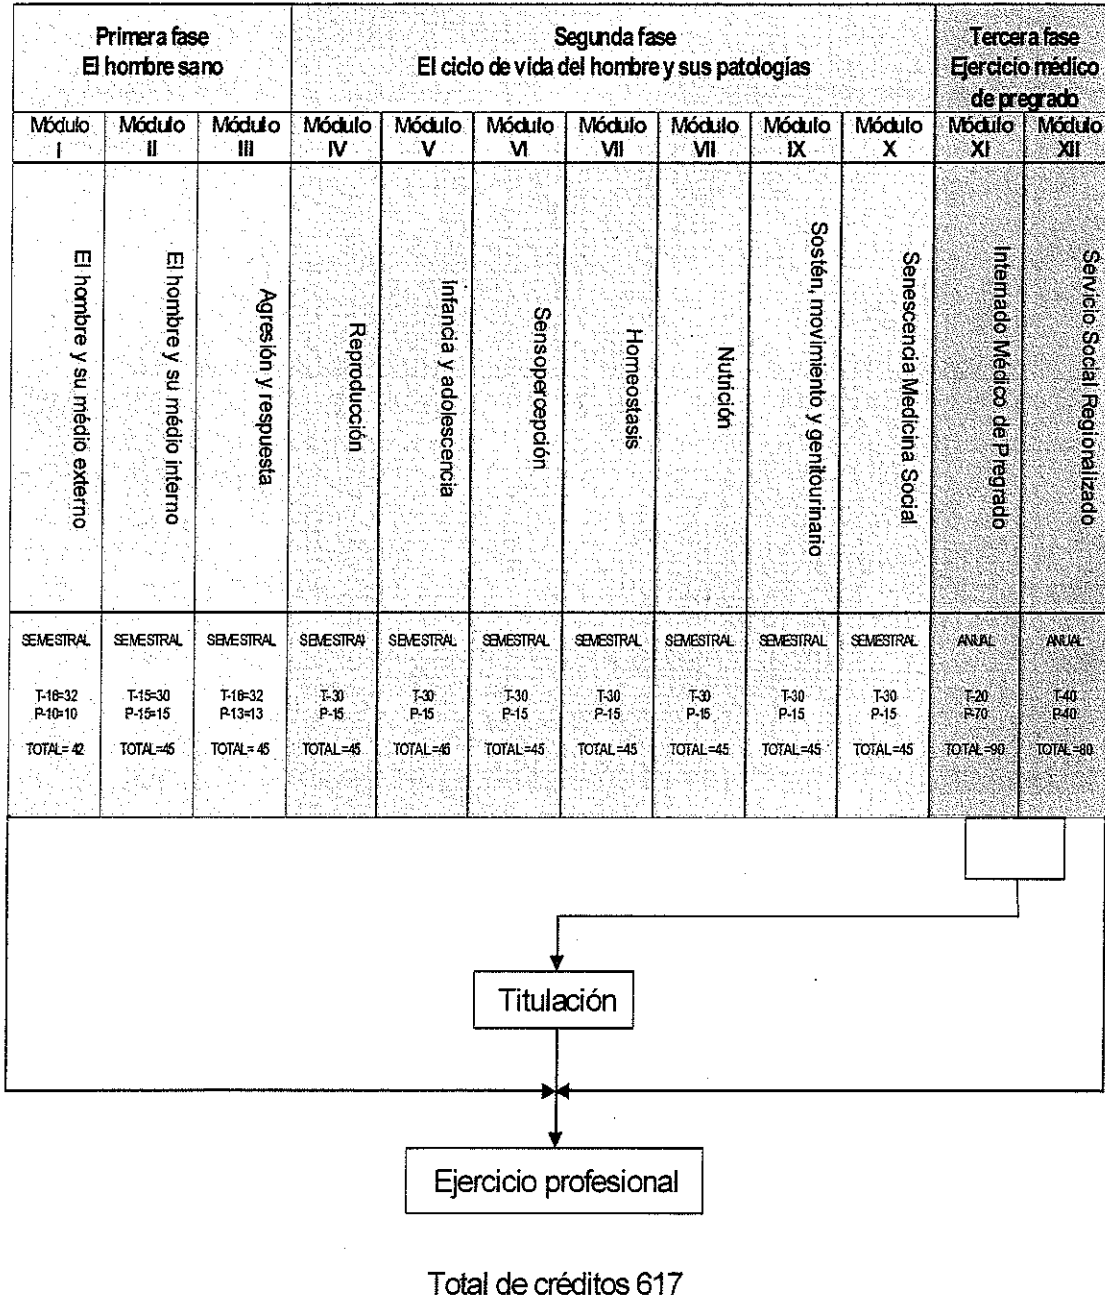 Primera fase
El hombre sano
Segunda fase
El ciclo de vida del hombre y sus patologías
Tercera fase
Ejercicio médico
de pregrado
Módulo
I
Módulo
II
Módulo
III
Módulo
IV
Módulo
V
Módulo
VI
Módulo
VII
Módulo
VII
Módulo
IX
Módulo
X
Módulo
XI
Módulo
XII
El hombre y su médio externo
El hombre y su médio interno
Agresión y respuesta
Reproducción
Infancia y adolescencia
Sensopercepción
Homeostasis
Nutrición
Sostén, movimiento y genitourinario
Senescencia Medicina Social
Internado Médico de Pregrado
Servicio Social Regionalizado
SEMESTRAL
T-16=32
P-10=10
TOTAL= 42
SEMESTRAL
T-15=30
P-15=15
TOTAL=45
SEMESTRAL
T-16=32
P-13=13
TOTAL= 45
SEMESTRAL
T-30
P-15
TOTAL=45
SEMESTRAL
T-30
P-15
TOTAL=45
SEMESTRAL
T-30
P-15
TOTAL=45
SEMESTRAL
T-30
P-15
TOTAL=45
SEMESTRAL
T-30
P-15
TOTAL=45
SEMESTRAL
T-30
P-15
TOTAL=45
SEMESTRAL
T-30
P-15
TOTAL=45
ANUAL
T-20
P-70
TOTAL=90
ANUAL
T-40
P-40
TOTAL=80
Titulación
Ejercicio profesional
Total de créditos 617